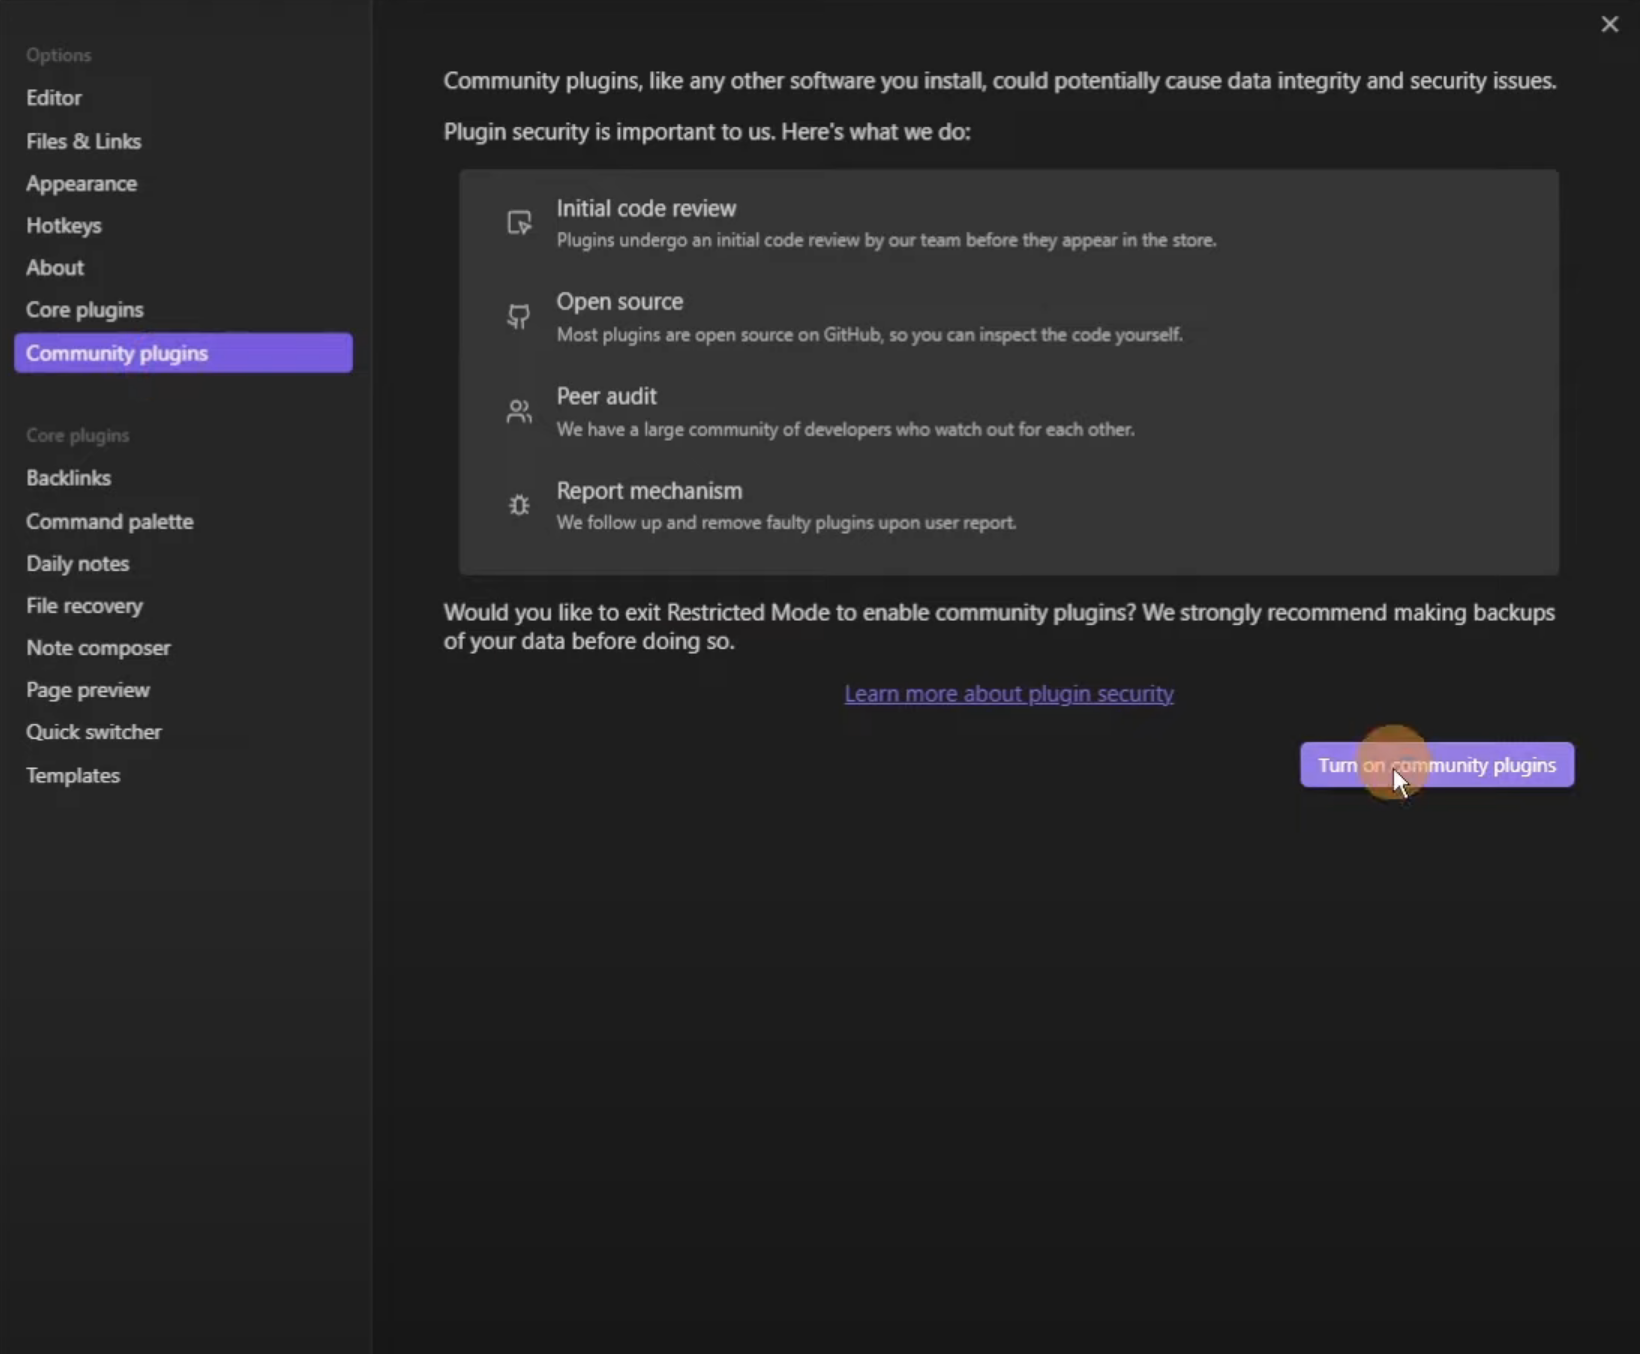 Options
Editor
Files & Links
Appearance
Hotkeys
About
Core plugins
Community plugins
Core plugins
Backlinks
Command palette
Daily notes
File recovery
Note composer
Page preview
Quick switcher
Templates
Community plugins, like any other software you install, could potentially cause data integrity and security issues.
Plugin security is important to us. Here's what we do:
Initial code review
Plugins undergo an initial code review by our team before they appear in the store.
Open source
Most plugins are open source on GitHub, so you can inspect the code yourself.
Peer audit
We have a large community of developers who watch out for each other.
Report mechanism
We follow up and remove faulty plugins upon user report.
Would you like to exit Restricted Mode to enable community plugins? We strongly recommend making backups
of your data before doing so.
Learn more about plugin security
Turn on community plugins